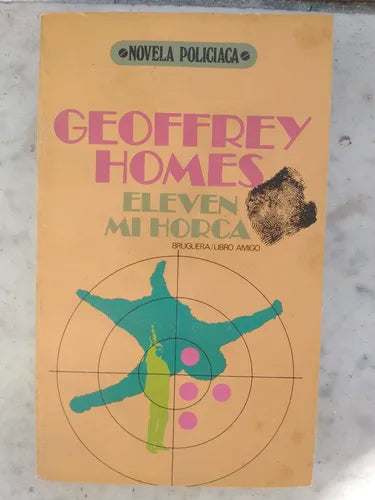 NOVELA POLICIACA
GEOFFREY
HOMES
ELEVEN
MI HORCA
BRUGUERA/LIBRO AMIGO